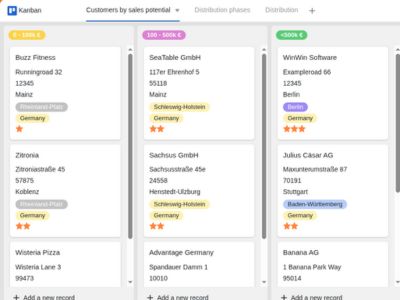 Kanban
Customers by sales potential
Distribution phases
Distribution
0 - 100k €
Buzz Fitness
Runningroad 32
12345
Mainz
Rheinland-Pfalz
Germany
Zitronia
Zitroniastraße 45
57875
Koblenz
Rheinland-Pfalz
Germany
Wisteria Pizza
Wisteria Lane 3
99473
Add a new record
100 - 500k €
SeaTable GmbH
117er Ehrenhof 5
55118
Mainz
Schleswig-Holstein
Germany
Sachsus GmbH
Sachsusstraße 45e
24558
Henstedt-Ulzburg
Schleswig-Holstein
Germany
Advantage Germany
Spandauer Damm 1
10010
Add a new record
<500k €
WinWin Software
Exampleroad 66
12345
Berlin
Berlin
Germany
Julius Cäsar AG
Maxunterumstraße 87
70191
Stuttgart
Baden-Württemberg
Germany
Banana AG
1 Banana Park Way
95014
Add a new record